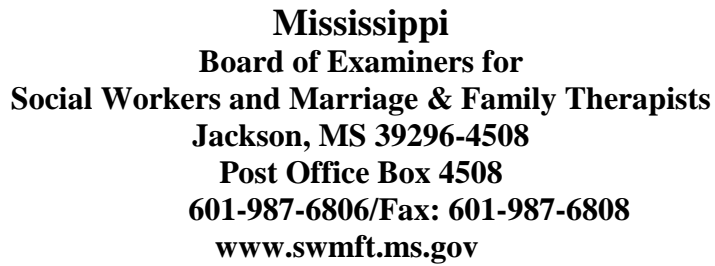 Mississippi
Board of Examiners for
Social Workers and Marriage & Family Therapists
Jackson, MS 39296-4508
Post Office Box 4508
601-987-6806/Fax: 601-987-6808
www.swmft.ms.gov